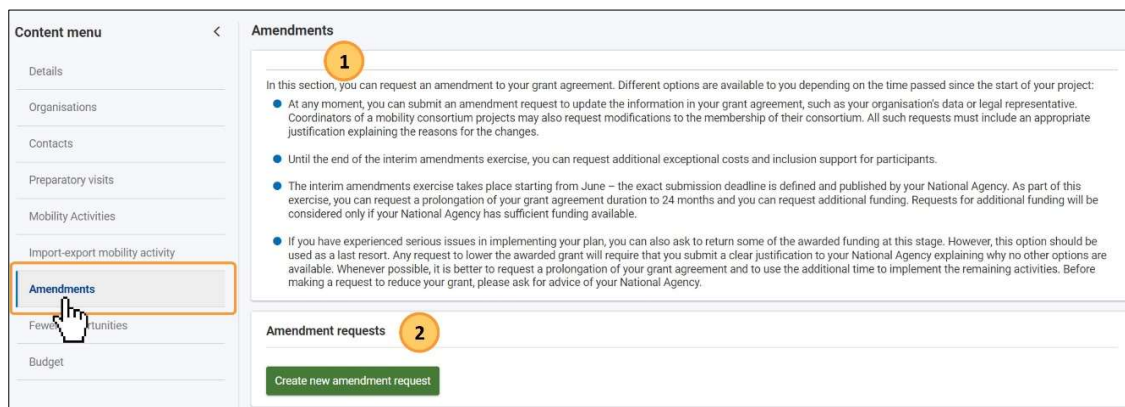 Content menu
Details
Organisations
Contacts
Preparatory visits
Mobility Activities
Import-export mobility activity
Amendments
Budget
Amendments
1
In this section, you can request an amendment to your grant agreement. Different options are available to you depending on the time passed since the start of your project:
At any moment, you can submit an amendment request to update the information in your grant agreement, such as your organisation's data or legal representative.
Coordinators of a mobility consortium projects may also request modifications to the membership of their consortium. All such requests must include an appropriate
justification explaining the reasons for the changes.
Until the end of the interim amendments exercise, you can request additional exceptional costs and inclusion support for participants.
The interim amendments exercise takes place starting from June – the exact submission deadline is defined and published by your National Agency. As part of this
exercise, you can request a prolongation of your grant agreement duration to 24 months and you can request additional funding. Requests for additional funding will be
considered only if your National Agency has sufficient funding available.
If you have experienced serious issues in implementing your plan, you can also ask to return some of the awarded funding at this stage. However, this option should be
used as a last resort. Any request to lower the awarded grant will require that you submit a clear justification to your National Agency explaining why no other options are
available. Whenever possible, it is better to request a prolongation of your grant agreement and to use the additional time to implement the remaining activities. Before
making a request to reduce your grant, please ask for advice of your National Agency.
Amendment requests
2
Create new amendment request